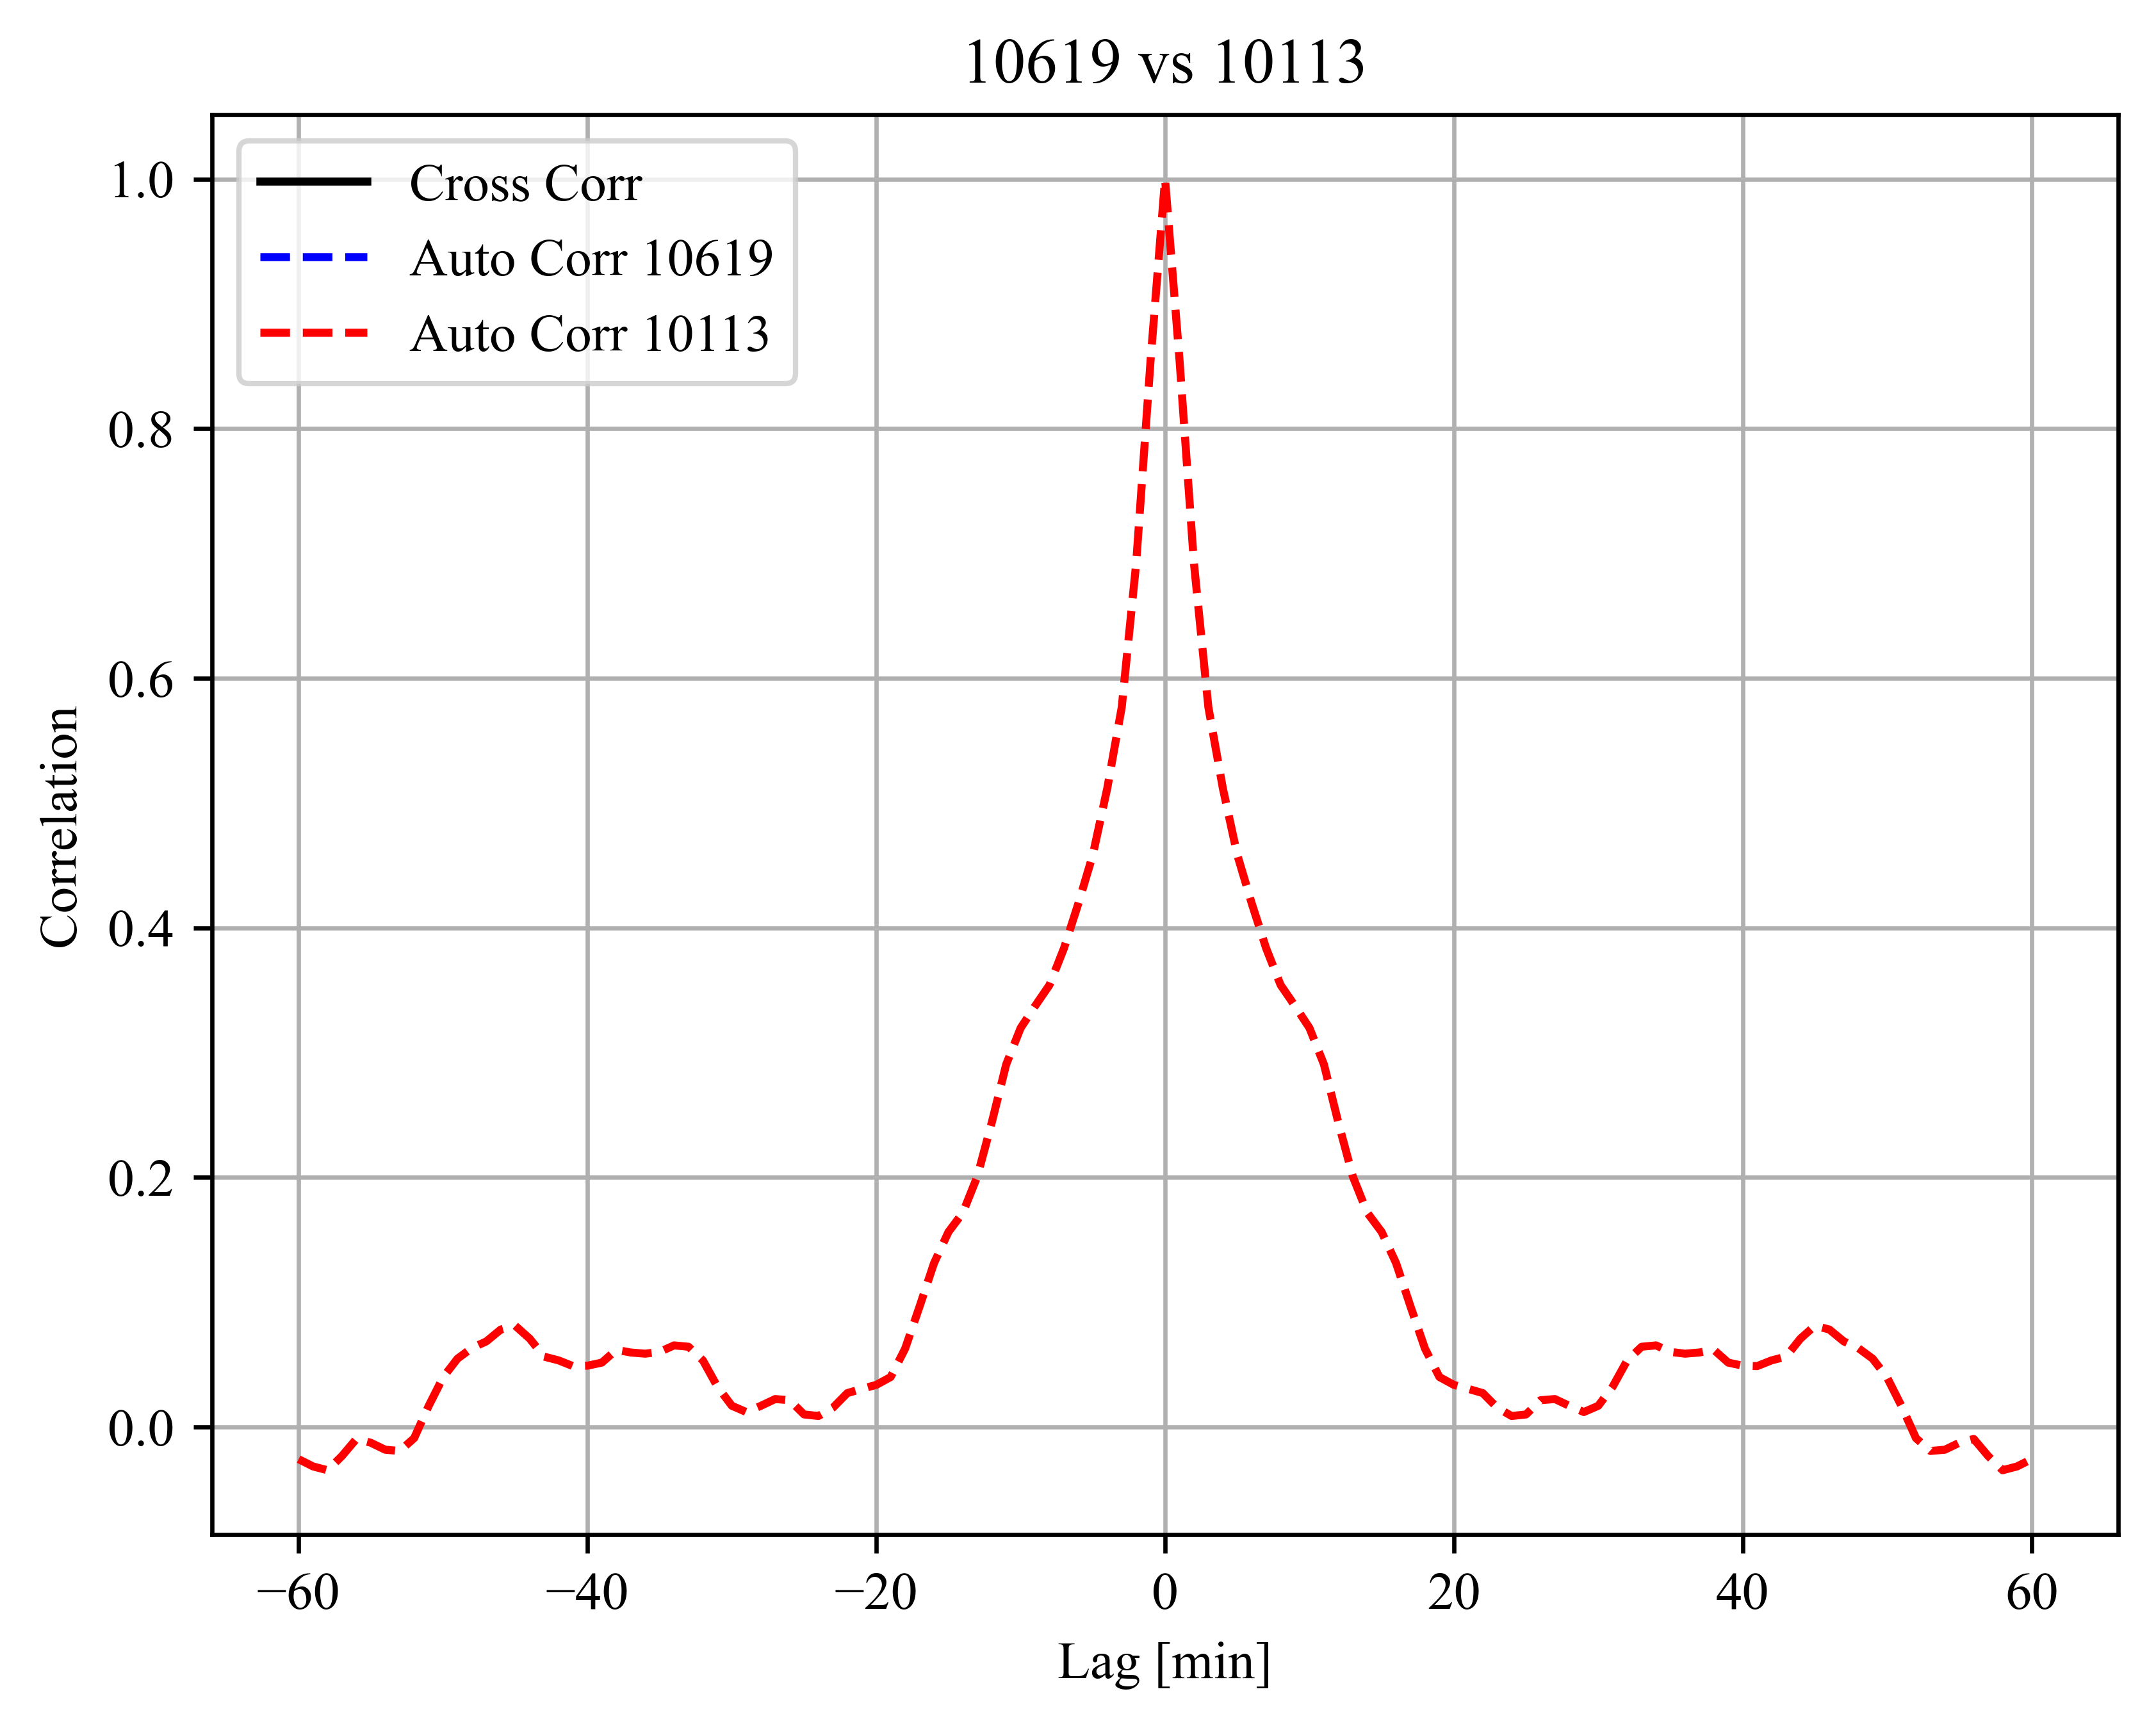 10619 vs 10113
Cross Corr
Auto Corr 10619
Auto Corr 10113
1.0
0.8
0.6
0.4
0.2
0.0
Correlation
−60 −40 −20 0 20 40 60
Lag [min]